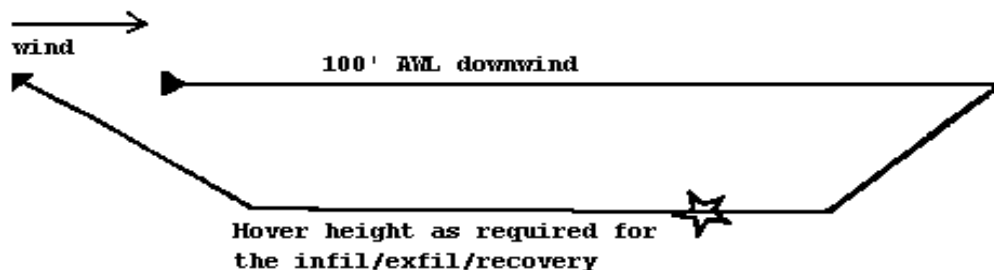 wind
100' AWL downwind
Hover height as required for
the infil/exfil/recovery